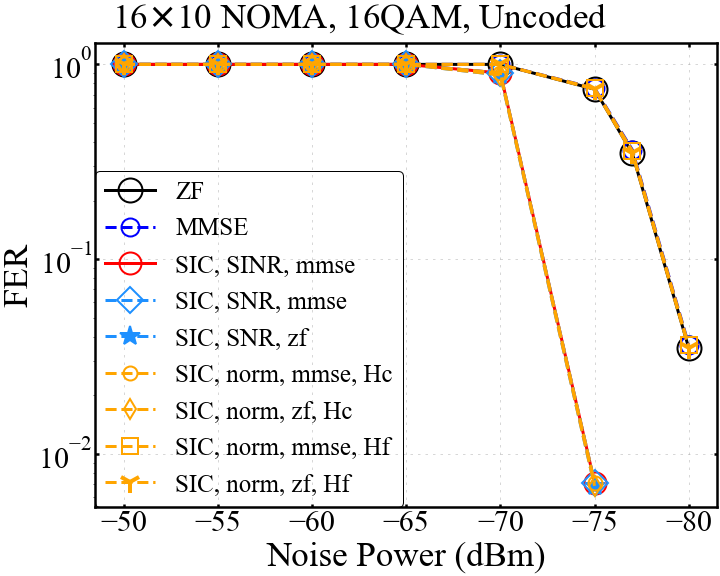 16×10 NOMA, 16QAM, Uncoded
10⁰
10⁻¹
10⁻²
FER
ZF
MMSE
SIC, SINR, mmse
SIC, SNR, mmse
SIC, SNR, zf
SIC, norm, mmse, Hc
SIC, norm, zf, Hc
SIC, norm, mmse, Hf
SIC, norm, zf, Hf
−50 −55 −60 −65 −70 −75 −80
Noise Power (dBm)